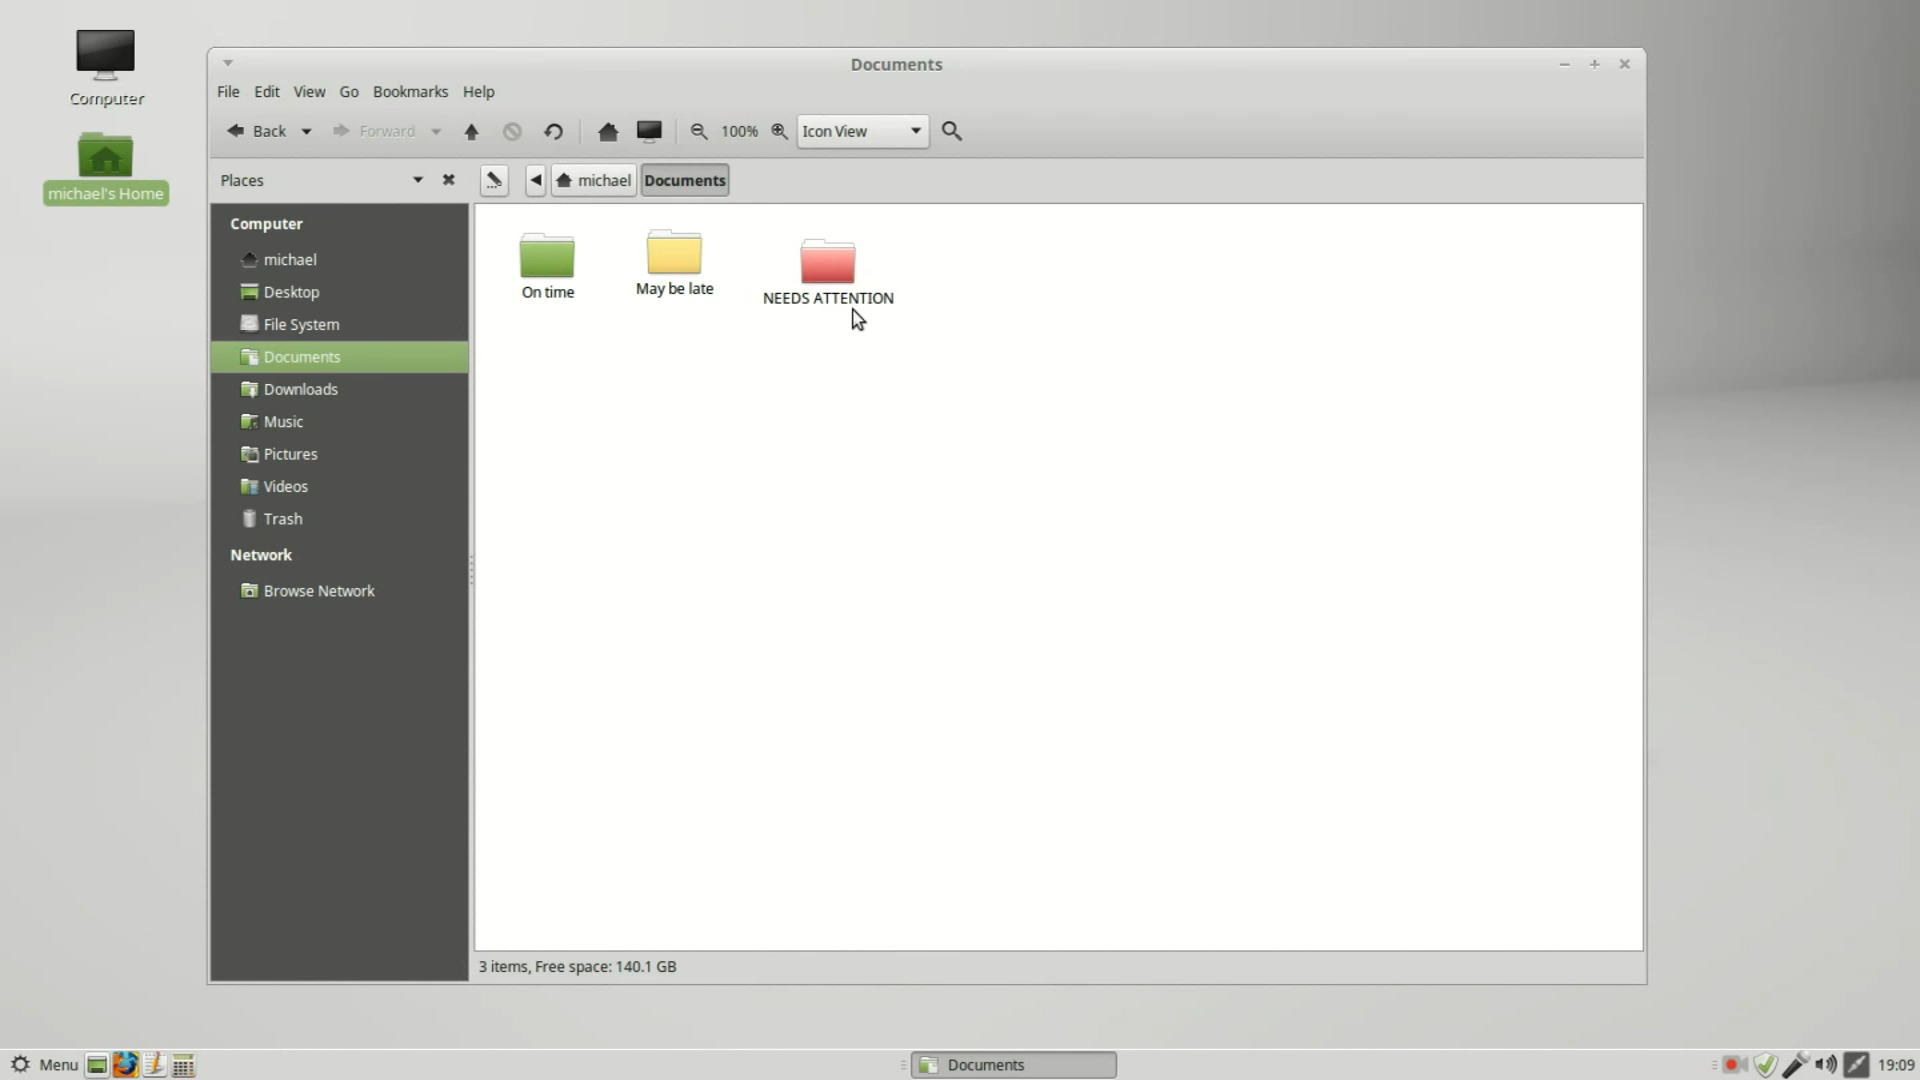 Computer
michael's Home
Documents
File Edit View Go Bookmarks Help
Back Forward 100% Icon View
Places michael Documents
Computer
michael
Desktop
File System
Documents
Downloads
Music
Pictures
Videos
Trash
Network
Browse Network
On time May be late NEEDS ATTENTION
3 items, Free space: 140.1 GB
Menu Documents 19:09